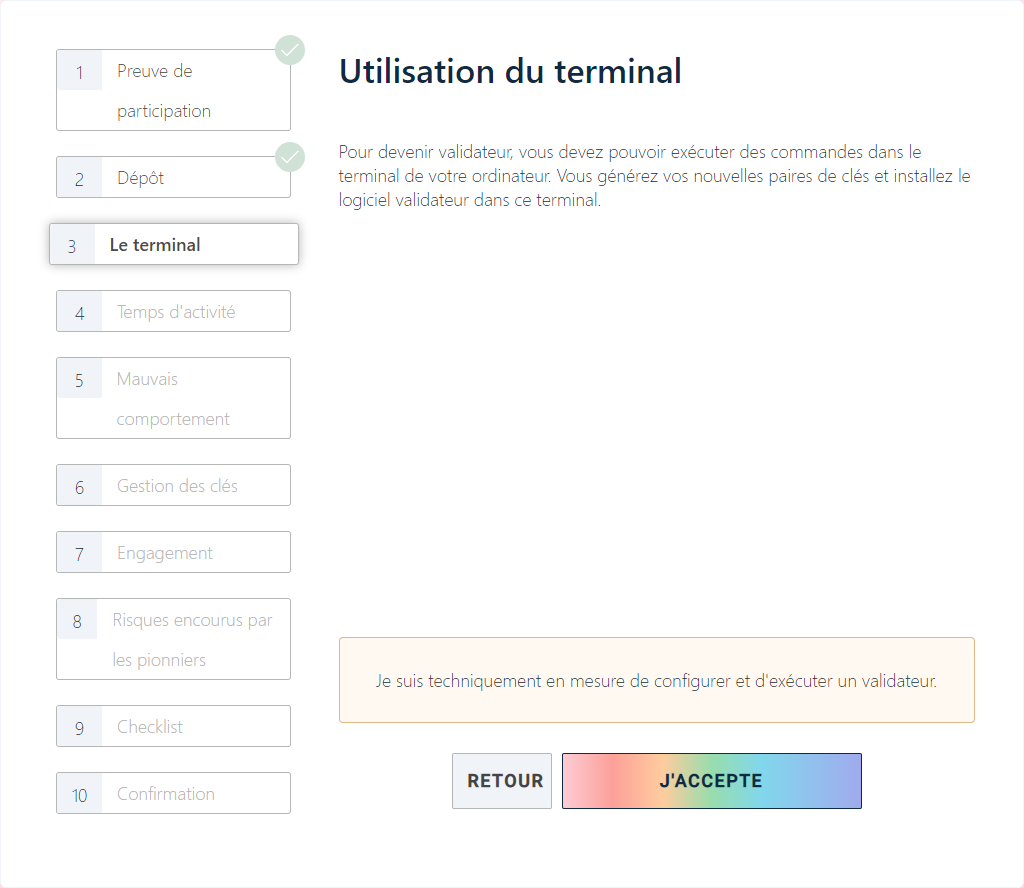 1
Preuve de
participation
2
Dépôt
3
Le terminal
4
Temps d'activité
5
Mauvais
comportement
6
Gestion des clés
7
Engagement
8
Risques encourus par
les pionniers
9
Checklist
10
Confirmation
Utilisation du terminal
Pour devenir validateur, vous devez pouvoir exécuter des commandes dans le
terminal de votre ordinateur. Vous générez vos nouvelles paires de clés et installez le
logiciel validateur dans ce terminal.
Je suis techniquement en mesure de configurer et d'exécuter un validateur.
RETOUR
J'ACCEPTE